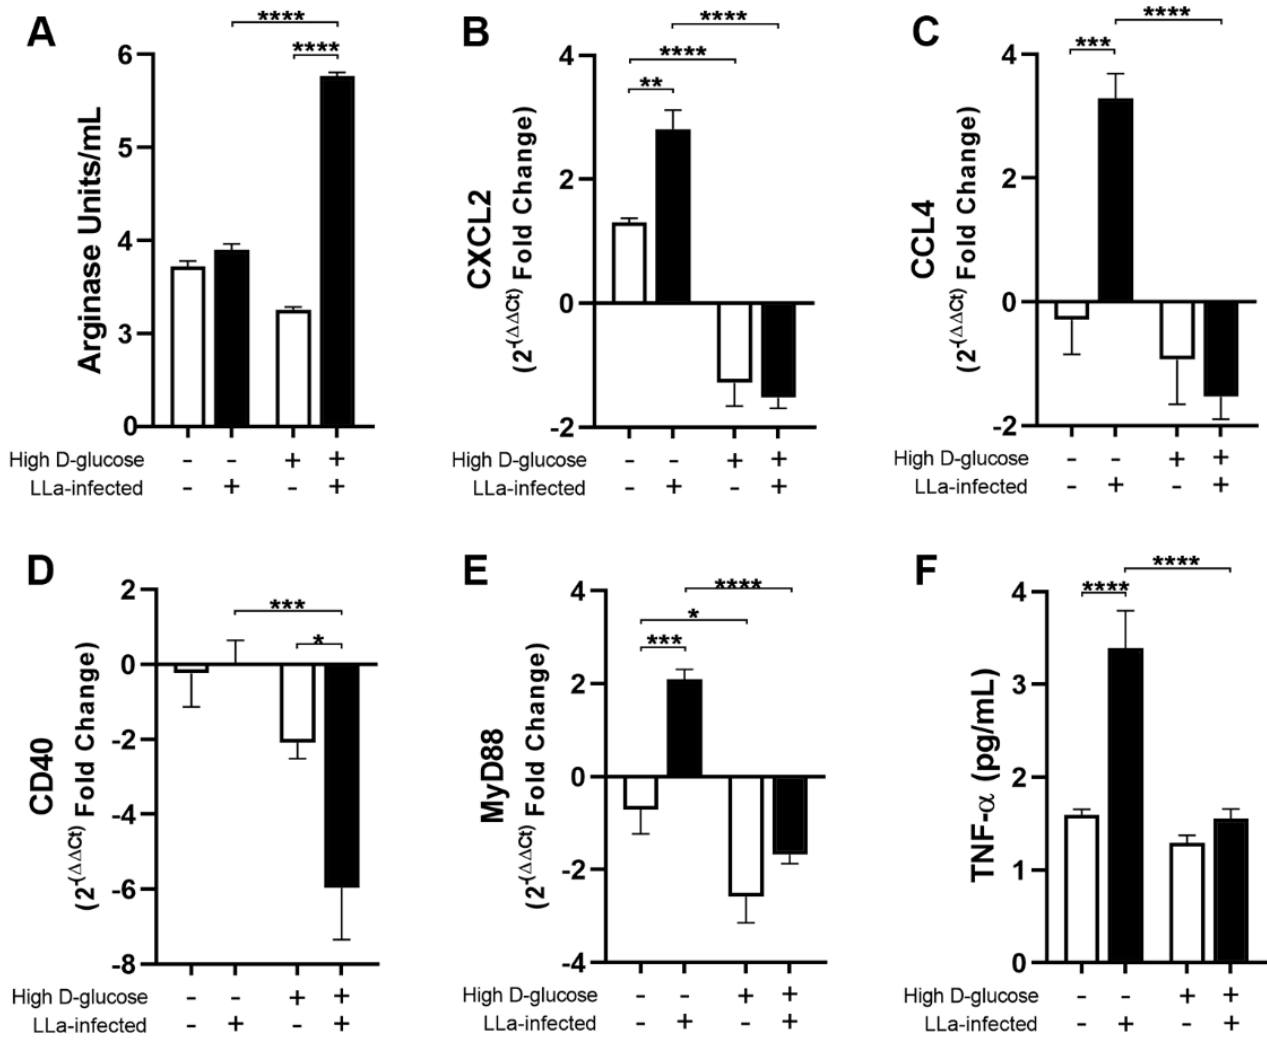 A
****
****
Arginase Units/mL
6
5
4
3
0
High D-glucose - - + +
LLa-infected - + - +
B
****
****
**
CXCL2
(2-(ΔΔCt) Fold Change)
4
2
0
-2
High D-glucose - - + +
LLa-infected - + - +
C
****
***
CCL4
(2-(ΔΔCt) Fold Change)
4
2
0
-2
High D-glucose - - + +
LLa-infected - + - +
D
***
*
CD40
(2-(ΔΔCt) Fold Change)
2
0
-2
-4
-6
-8
High D-glucose - - + +
LLa-infected - + - +
E
****
*
***
MyD88
(2-(ΔΔCt) Fold Change)
4
2
0
-2
-4
High D-glucose - - + +
LLa-infected - + - +
F
****
****
TNF-α (pg/mL)
4
3
2
1
0
High D-glucose - - + +
LLa-infected - + - +